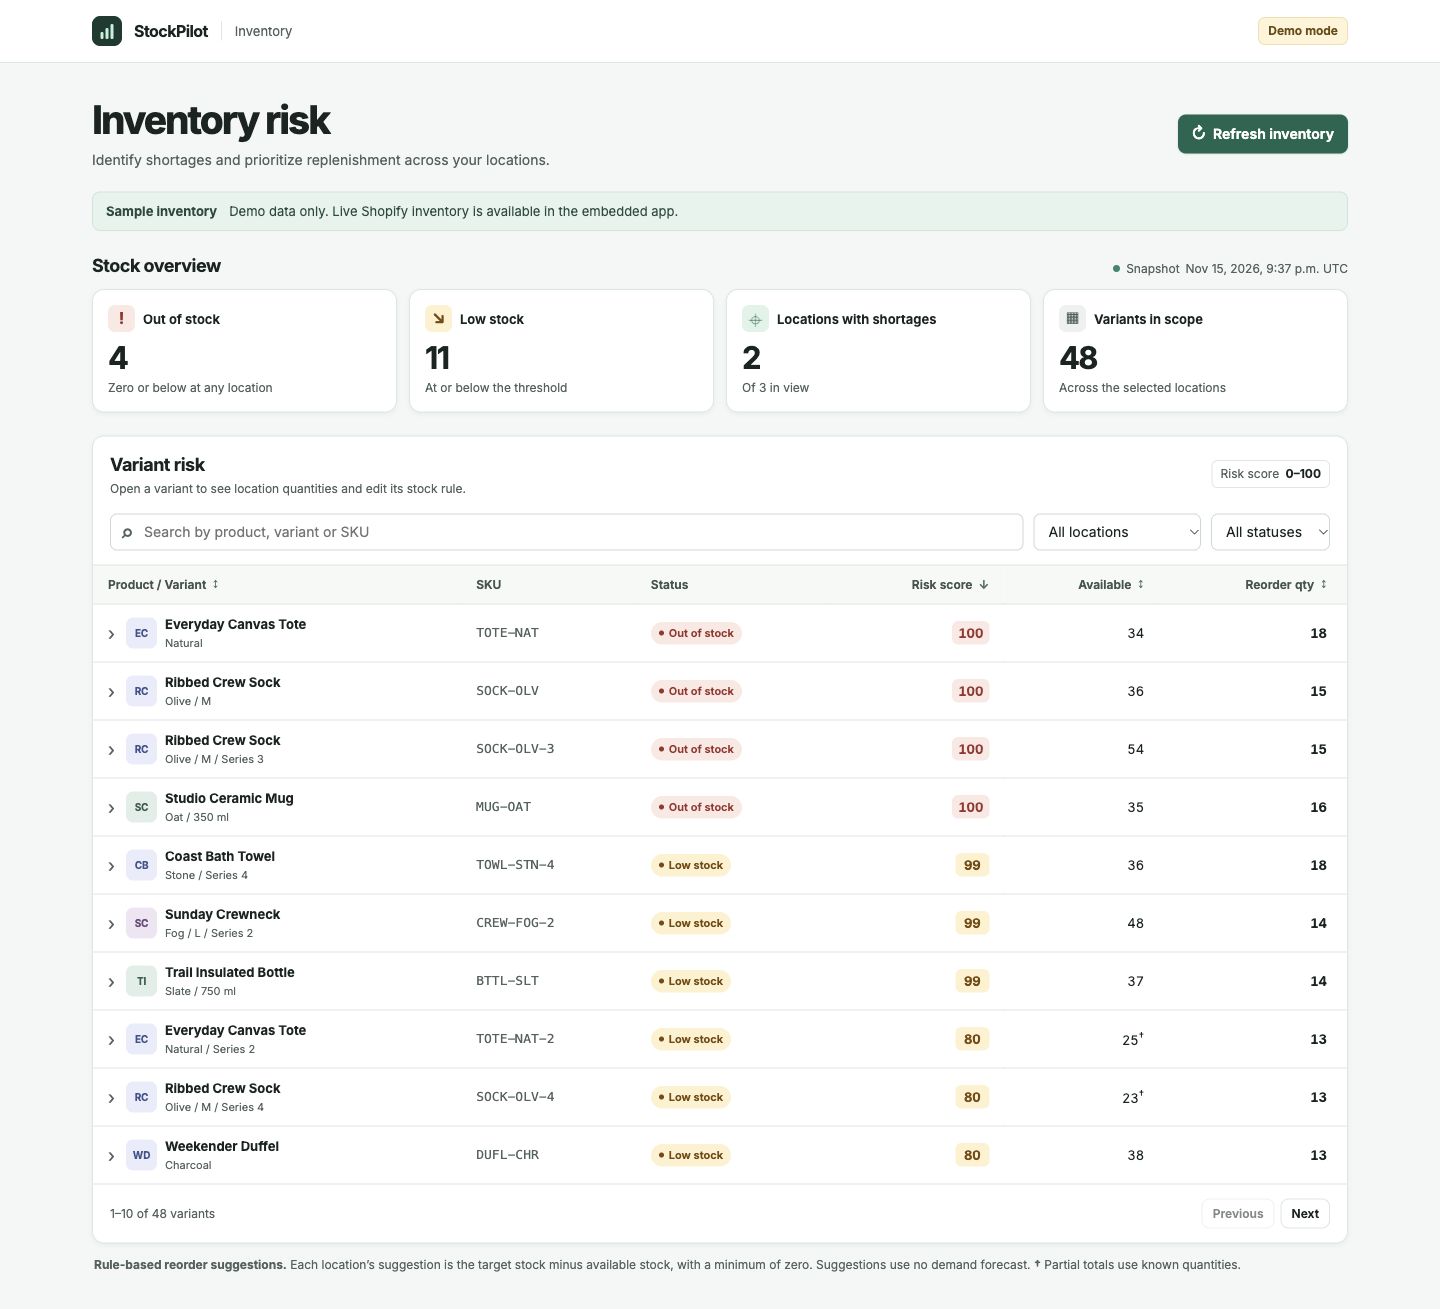 StockPilot Inventory Demo mode
Inventory risk
Identify shortages and prioritize replenishment across your locations.
↻ Refresh inventory
Sample inventory Demo data only. Live Shopify inventory is available in the embedded app.
Stock overview
Snapshot Nov 15, 2026, 9:37 p.m. UTC
! Out of stock
4
Zero or below at any location
Low stock
11
At or below the threshold
Locations with shortages
2
Of 3 in view
Variants in scope
48
Across the selected locations
Variant risk
Open a variant to see location quantities and edit its stock rule.
Risk score 0–100
Search by product, variant or SKU
All locations
All statuses
Product / Variant ↕ SKU Status Risk score ↓ Available ↕ Reorder qty ↕
EC Everyday Canvas Tote TOTE-NAT Out of stock 100 34 18
Natural
RC Ribbed Crew Sock SOCK-OLV Out of stock 100 36 15
Olive / M
RC Ribbed Crew Sock SOCK-OLV-3 Out of stock 100 54 15
Olive / M / Series 3
SC Studio Ceramic Mug MUG-OAT Out of stock 100 35 16
Oat / 350 ml
CB Coast Bath Towel TOWL-STN-4 Low stock 99 36 18
Stone / Series 4
SC Sunday Crewneck CREW-FOG-2 Low stock 99 48 14
Fog / L / Series 2
TI Trail Insulated Bottle BTTL-SLT Low stock 99 37 14
Slate / 750 ml
EC Everyday Canvas Tote TOTE-NAT-2 Low stock 80 25† 13
Natural / Series 2
RC Ribbed Crew Sock SOCK-OLV-4 Low stock 80 23† 13
Olive / M / Series 4
WD Weekender Duffel DUFL-CHR Low stock 80 38 13
Charcoal
1–10 of 48 variants
Previous
Next
Rule-based reorder suggestions. Each location’s suggestion is the target stock minus available stock, with a minimum of zero. Suggestions use no demand forecast. † Partial totals use known quantities.